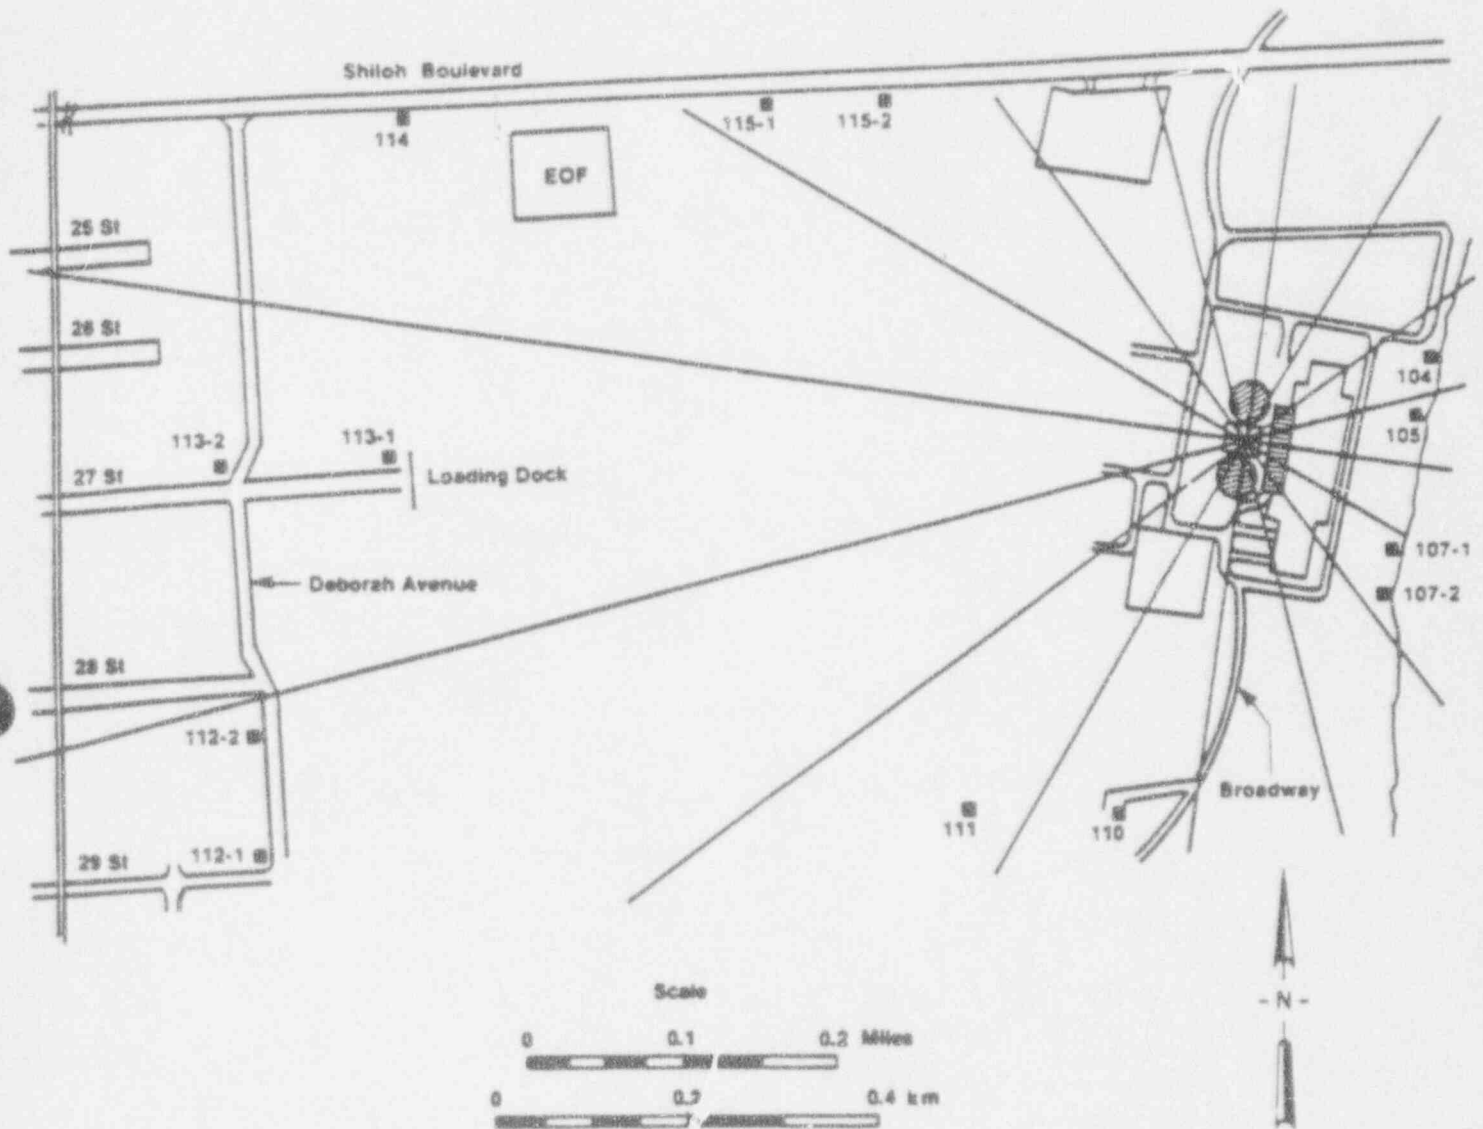 Shiloh Boulevard
114
115-1
115-2
EOF
25 St
26 St
104
105
113-2
113-1
27 St
Loading Dock
107-1
107-2
Deborah Avenue
28 St
112-2
Broadway
111
110
112-1
29 St
Scale
- N -
0 0.1 0.2 Miles
0 0.2 0.4 km